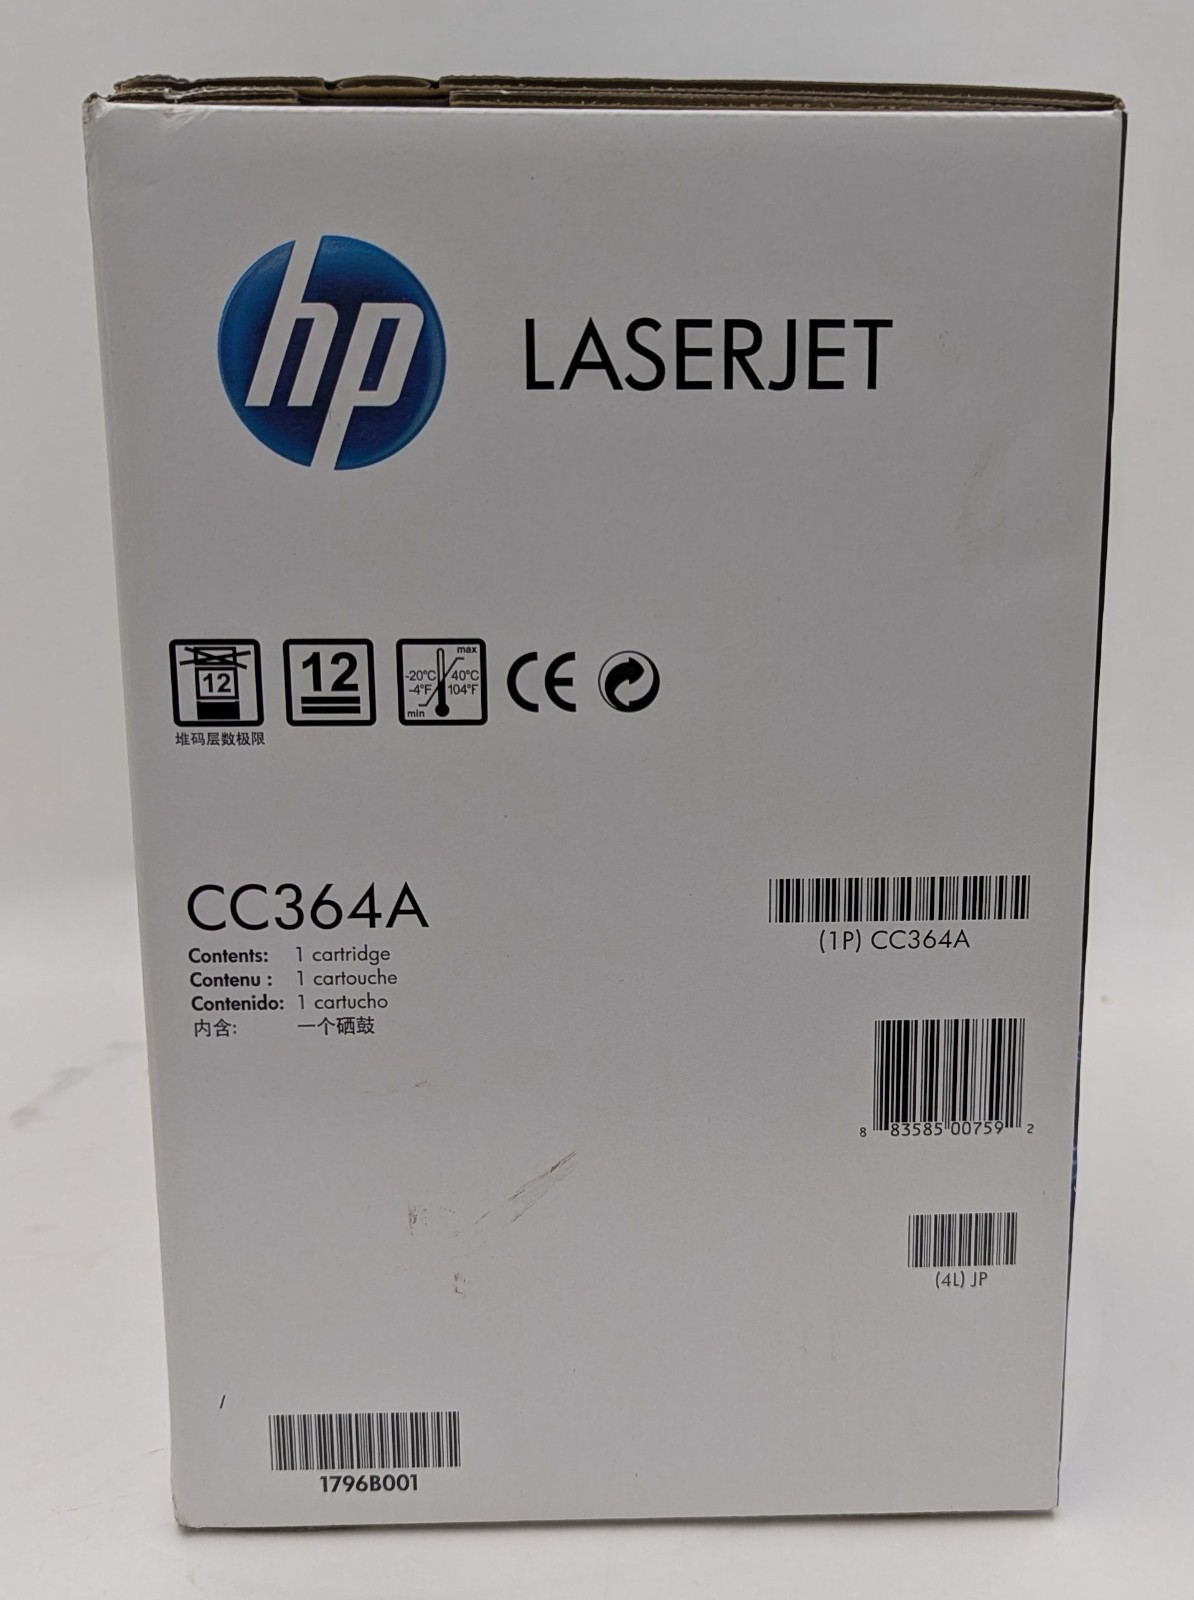 hp LASERJET
12
12
max
-20°C 40°C
-4°F 104°F
min
CE
堆码层数极限
CC364A
Contents: 1 cartridge
Contenu : 1 cartouche
Contenido: 1 cartucho
内含: 一个硒鼓
(1P) CC364A
8 83585 00759 2
(4L) JP
/
1796B001